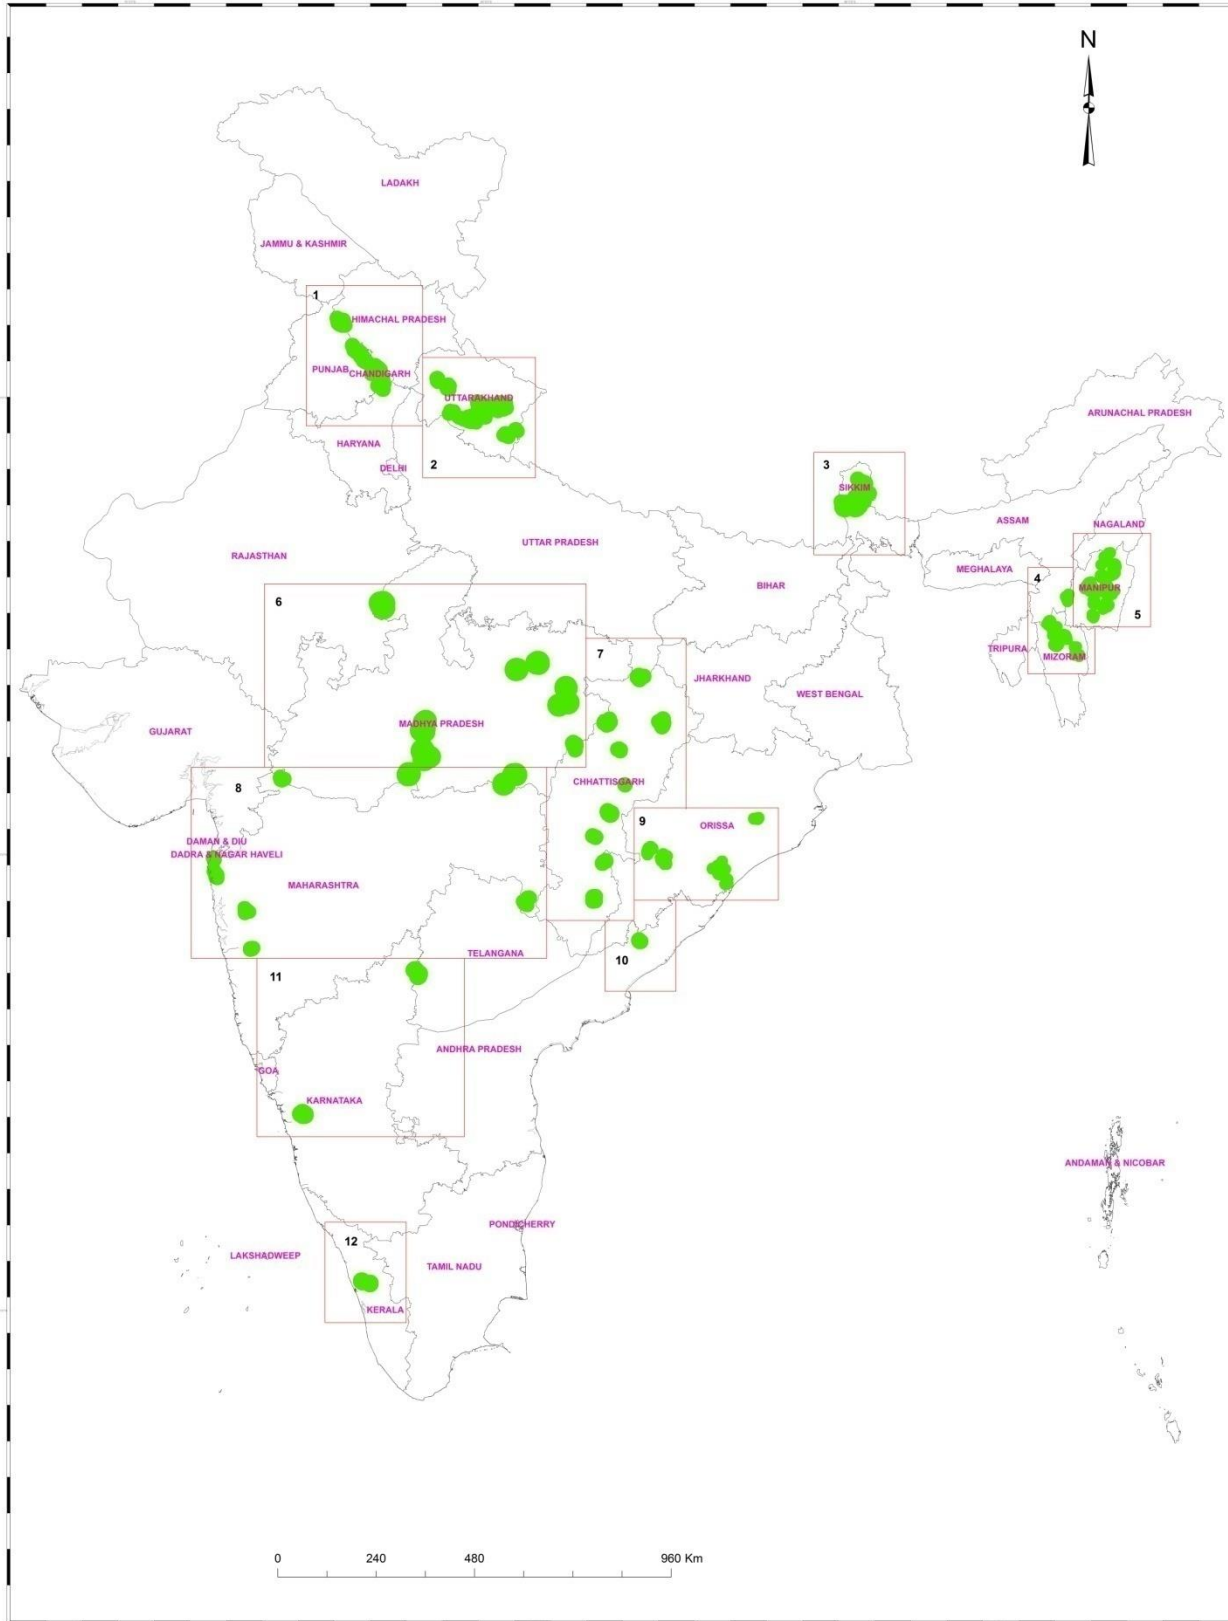 N
LADAKH
JAMMU & KASHMIR
1
HIMACHAL PRADESH
PUNJAB
CHANDIGARH
UTTARAKHAND
ARUNACHAL PRADESH
HARYANA
2
DELHI
3
SIKKIM
ASSAM
NAGALAND
UTTAR PRADESH
RAJASTHAN
MEGHALAYA
4
BIHAR
MANIPUR
6
5
TRIPURA
MIZORAM
7
JHARKHAND
WEST BENGAL
MADHYA PRADESH
GUJARAT
CHHATTISGARH
8
9
ORISSA
DAMAN & DIU
DADRA & NAGAR HAVELI
MAHARASHTRA
TELANGANA
10
11
ANDHRA PRADESH
GOA
KARNATAKA
ANDAMAN & NICOBAR
PONDICHERRY
12
LAKSHADWEEP
TAMIL NADU
KERALA
0 240 480 960 Km